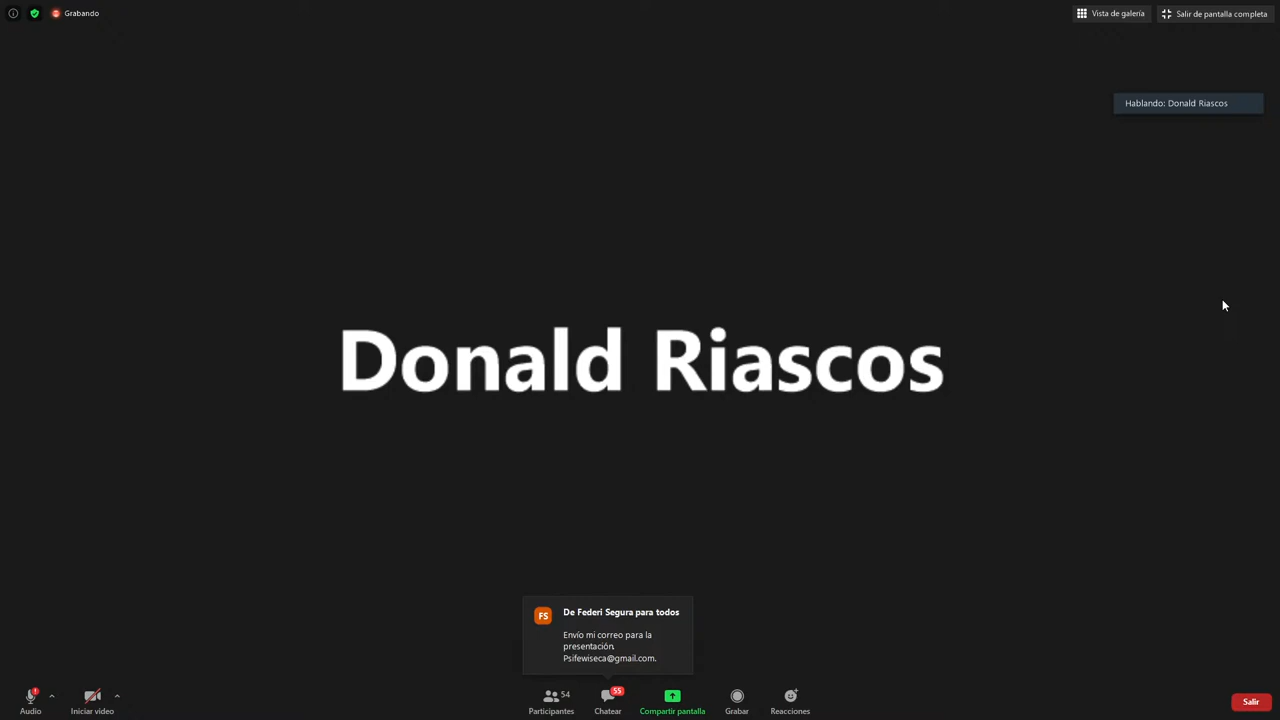 Grabando
Vista de galería
Salir de pantalla completa
Hablando: Donald Riascos
Donald Riascos
FS
De Federi Segura para todos
Envío mi correo para la
presentación.
Psifewiseca@gmail.com.
54
55
Audio
Iniciar video
Participantes
Chatear
Compartir pantalla
Grabar
Reacciones
Salir